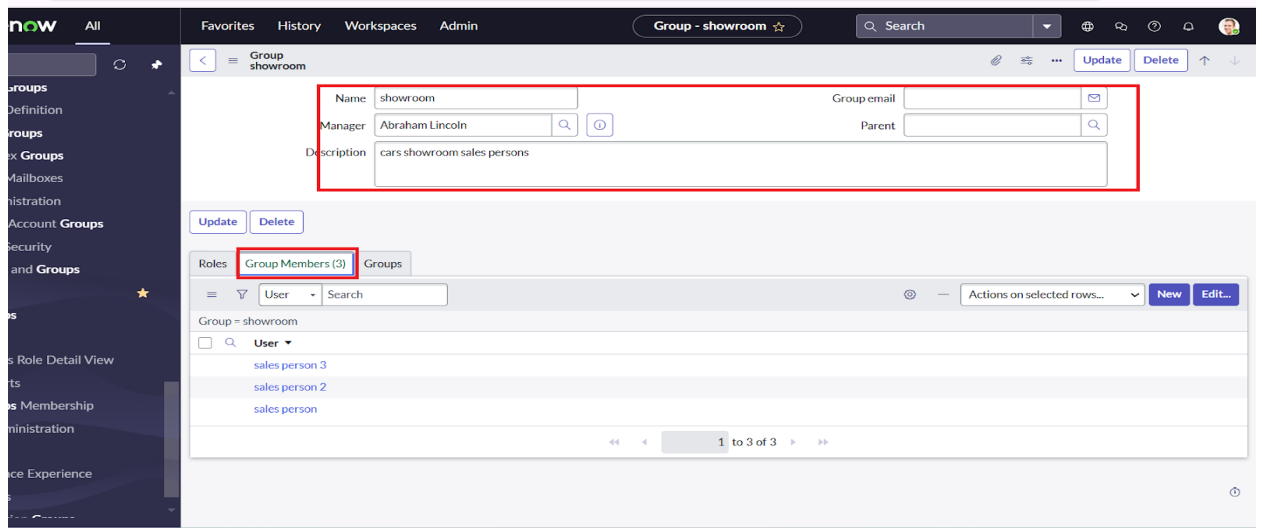 now All Favorites History Workspaces Admin Group - showroom Search
Group
showroom
Update Delete
Name showroom Group email
Manager Abraham Lincoln Parent
Description cars showroom sales persons
Update Delete
Roles Group Members (3) Groups
User Search Actions on selected rows... New Edit...
Group = showroom
User
sales person 3
sales person 2
sales person
1 to 3 of 3
Groups
Definition
Groups
Groups
Mailboxes
Account Groups
Security
and Groups
Role Detail View
Membership
Experience